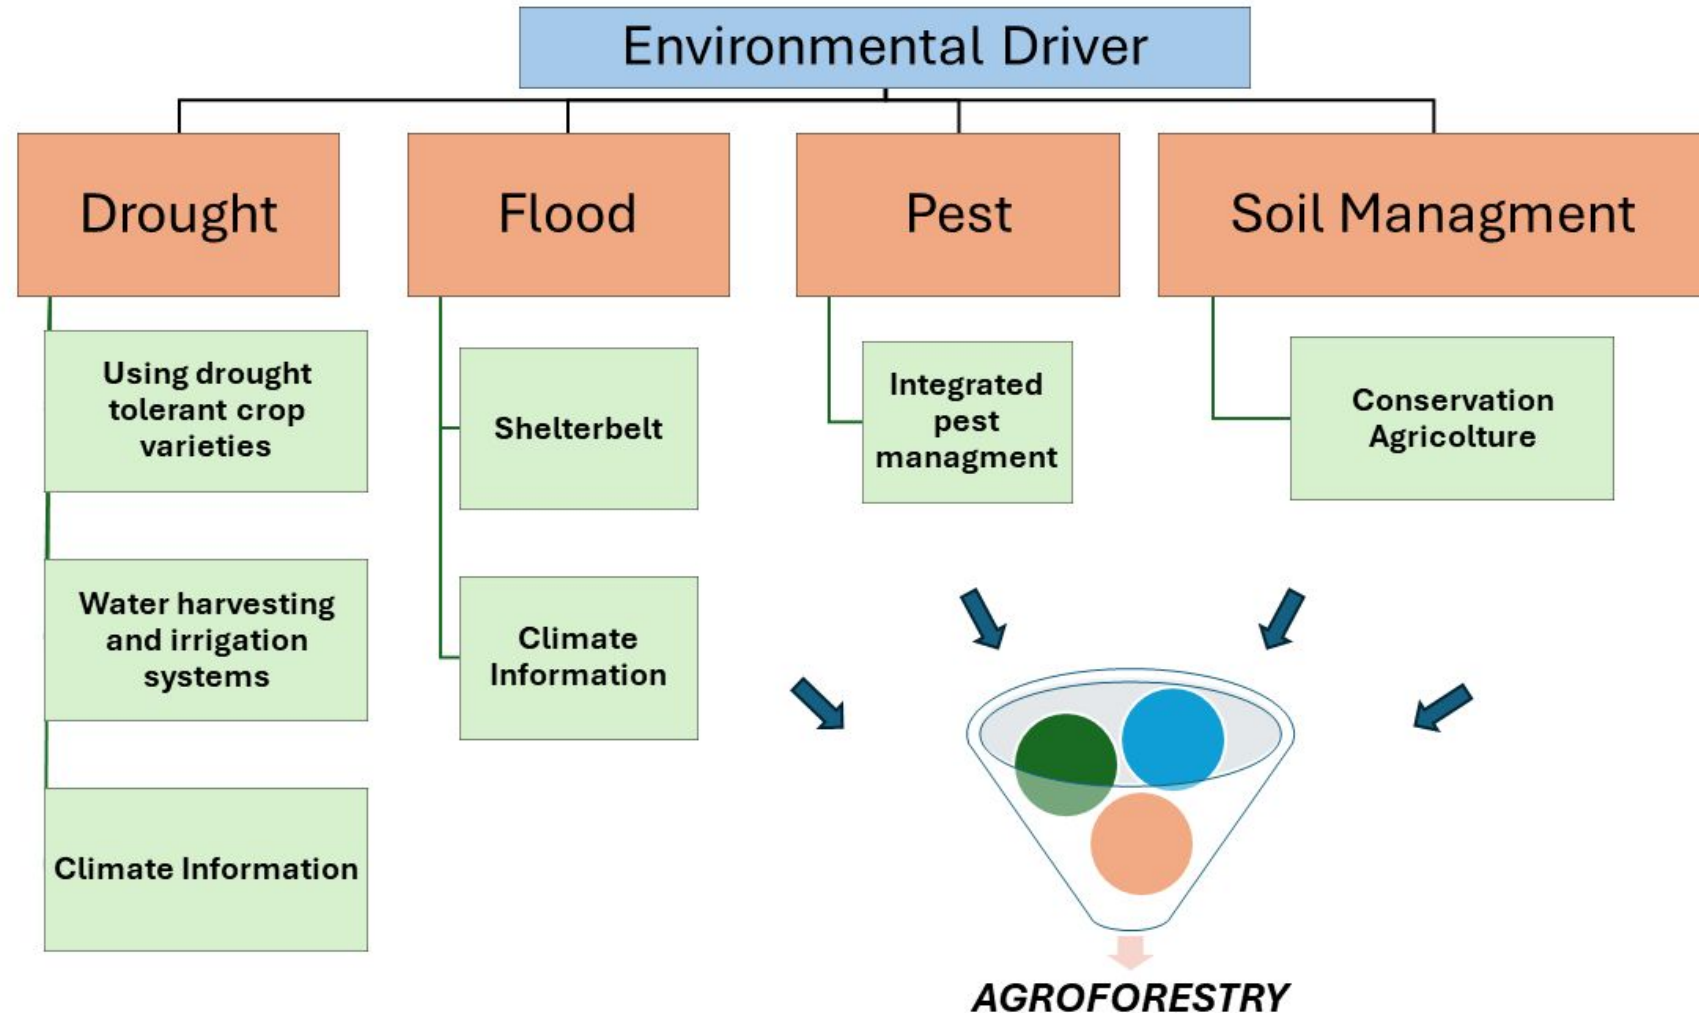 Environmental Driver
Drought
Flood
Pest
Soil Managment
Using drought
tolerant crop
varieties
Water harvesting
and irrigation
systems
Climate Information
Shelterbelt
Climate
Information
Integrated
pest
managment
Conservation
Agricolture
AGROFORESTRY